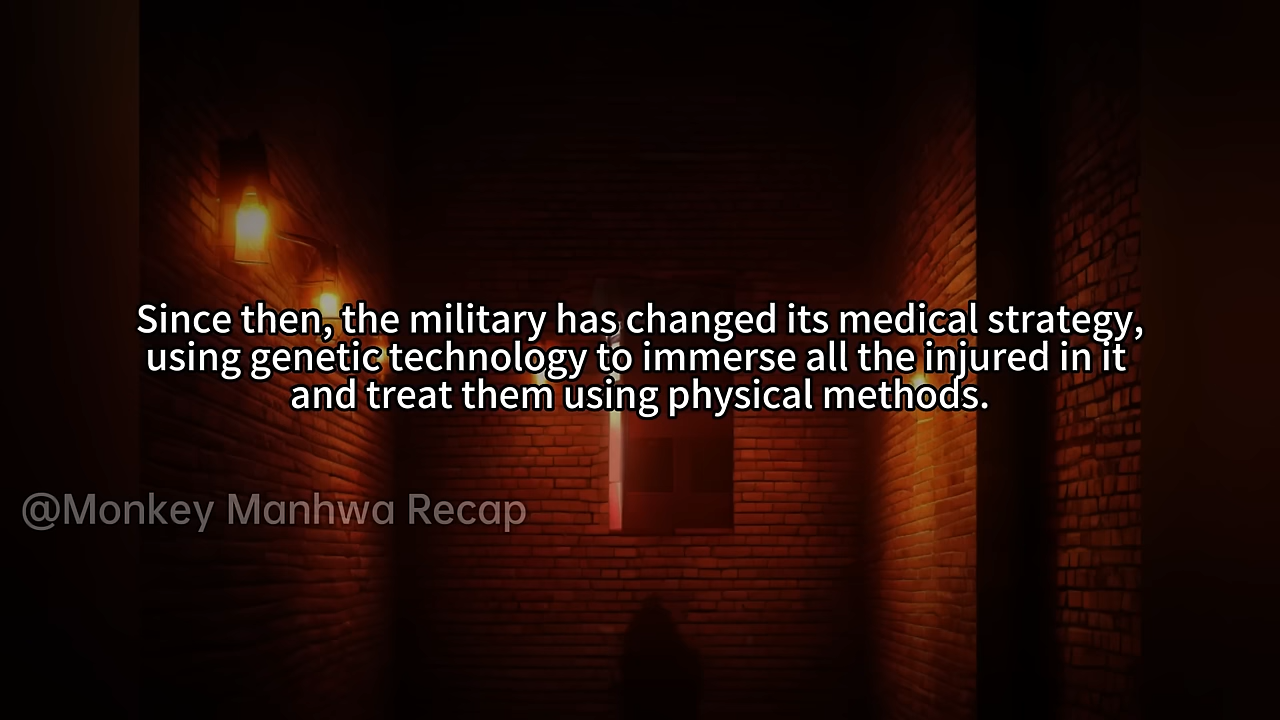 Since then, the military has changed its medical strategy,
using genetic technology to immerse all the injured in it
and treat them using physical methods.
@Monkey Manhwa Recap